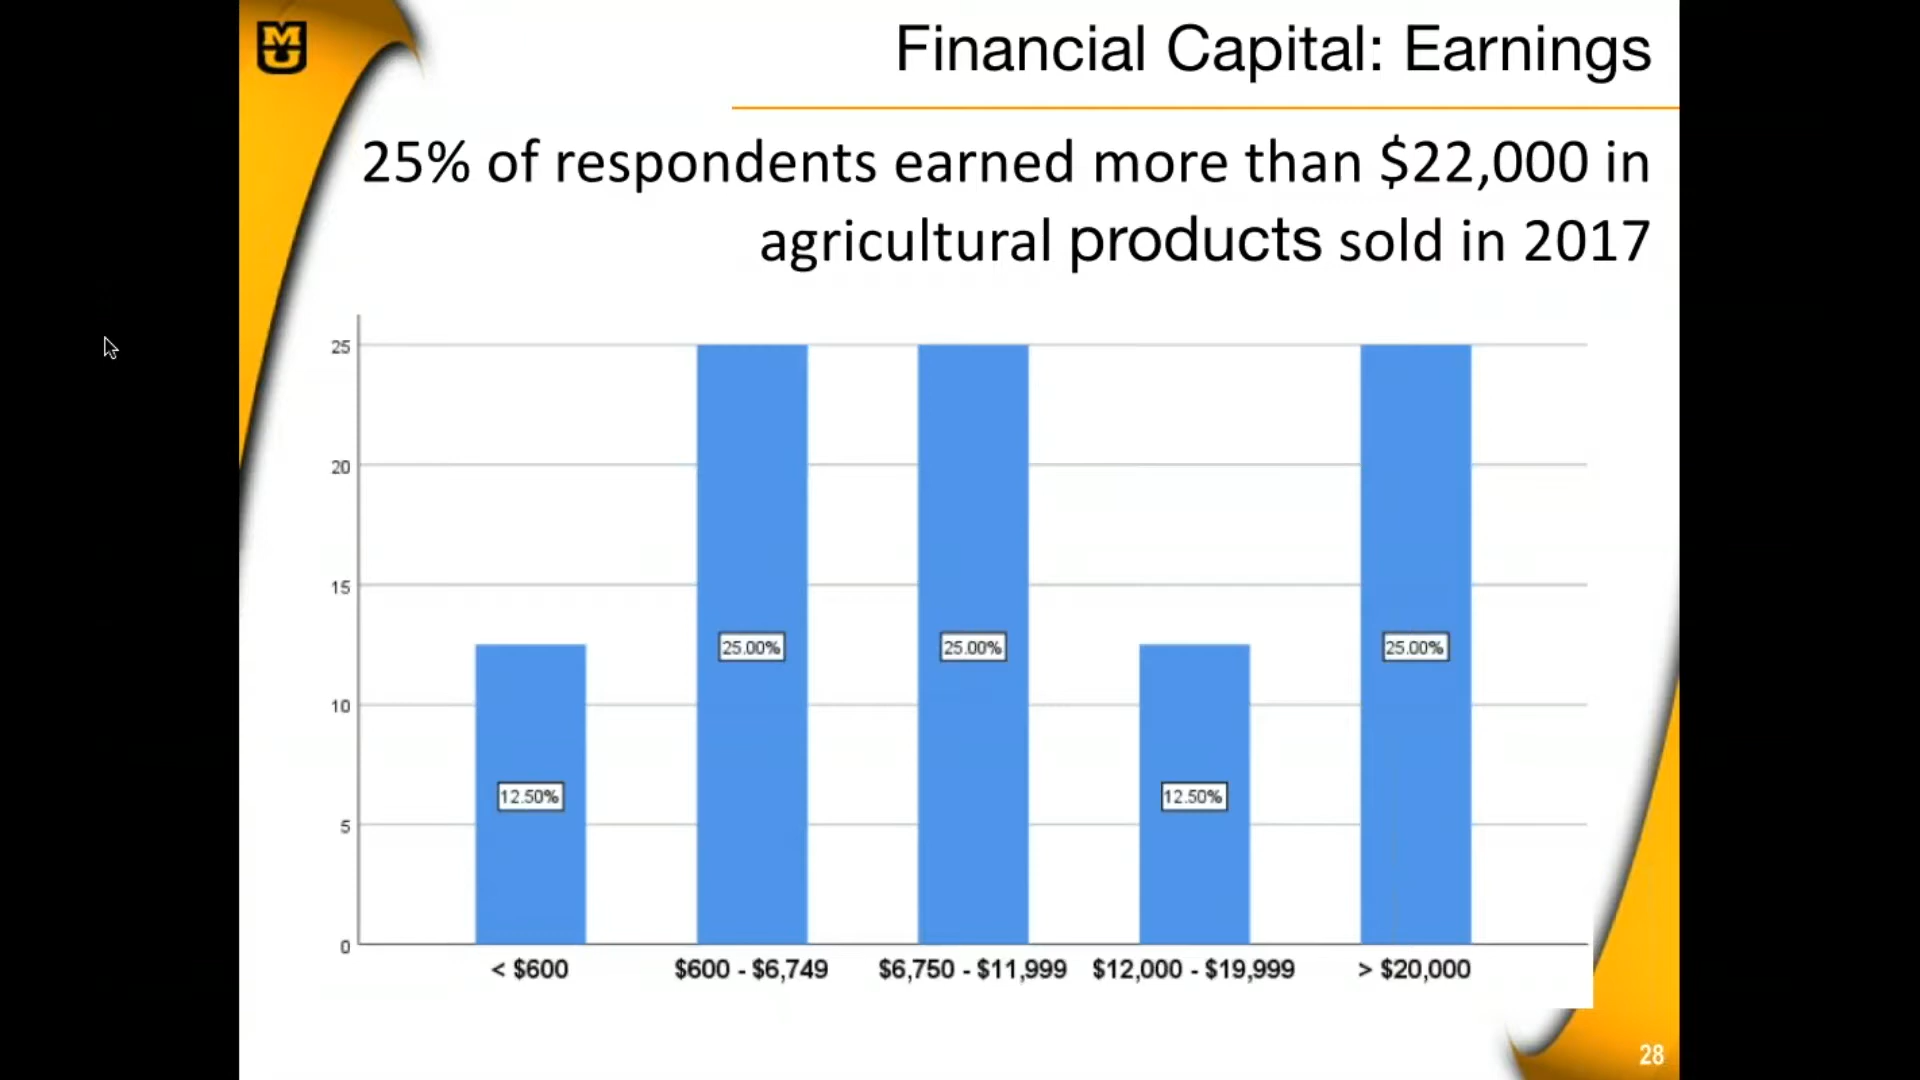 MU
Financial Capital: Earnings
25% of respondents earned more than $22,000 in
agricultural products sold in 2017
25
20
15
10
5
0
12.50%
25.00%
25.00%
12.50%
25.00%
< $600
$600 - $6,749
$6,750 - $11,999
$12,000 - $19,999
> $20,000
28